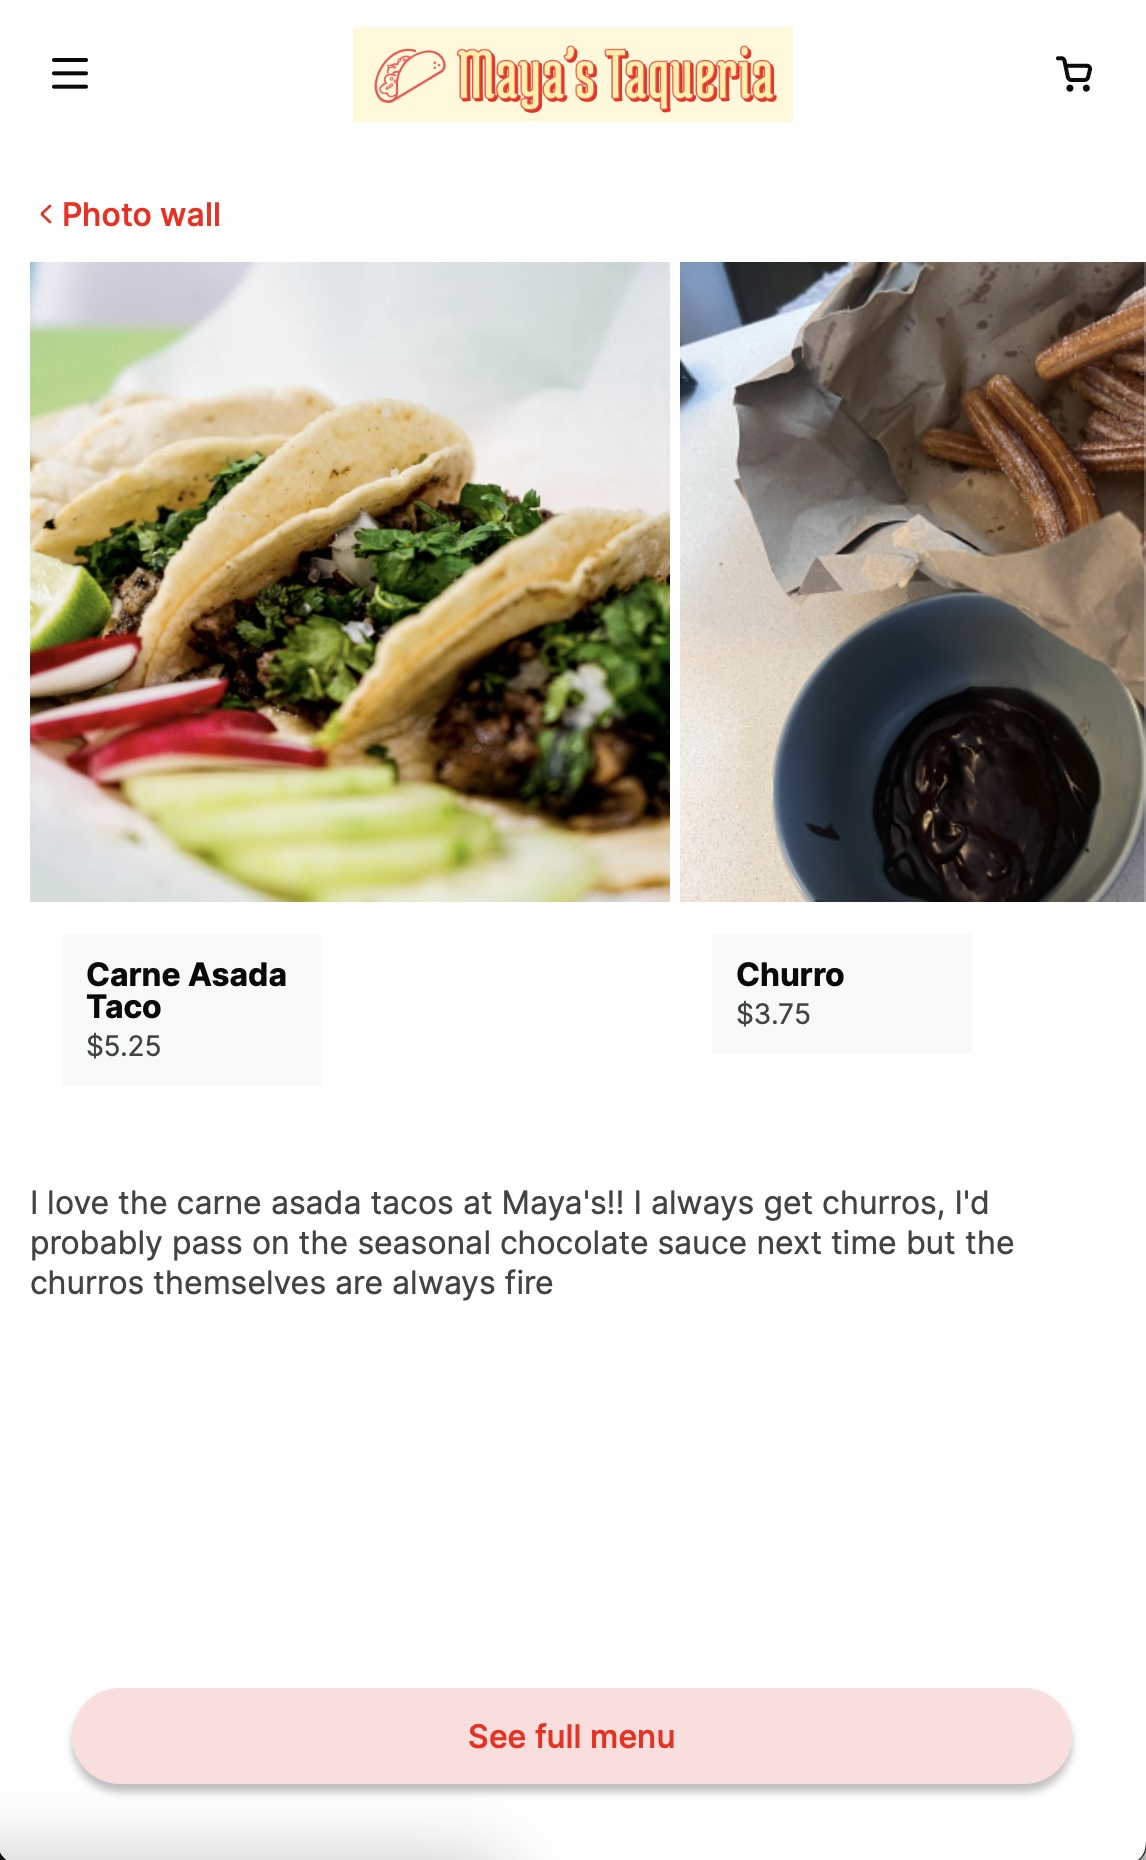 Maya's Taqueria
Photo wall
Carne Asada
Taco
$5.25
Churro
$3.75
I love the carne asada tacos at Maya's!! I always get churros, I'd
probably pass on the seasonal chocolate sauce next time but the
churros themselves are always fire
See full menu